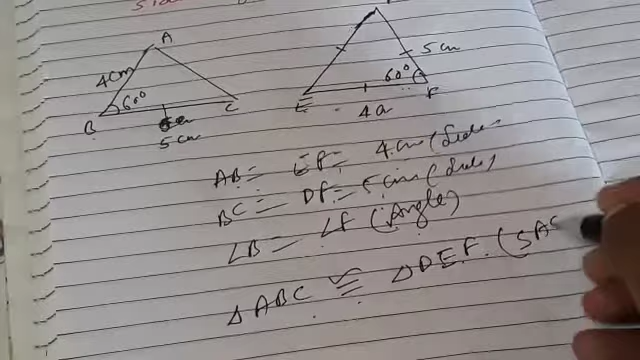 A
4cm
60°
B
C
5cm
5cm
60°
E
F
4cm
AB = EF = 4cm (Side)
BC = DF = 5cm (Side)
∠B = ∠F (Angle)
△ABC ≅ △DEF. (SAS